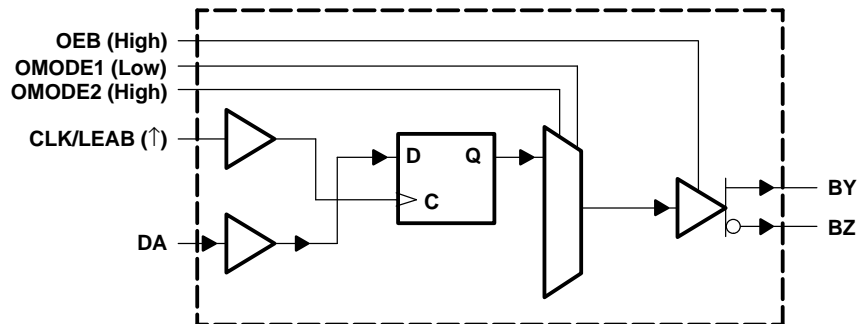 OEB (High)
OMODE1 (Low)
OMODE2 (High)
CLK/LEAB (↑)
D Q
C
DA
BY
BZ